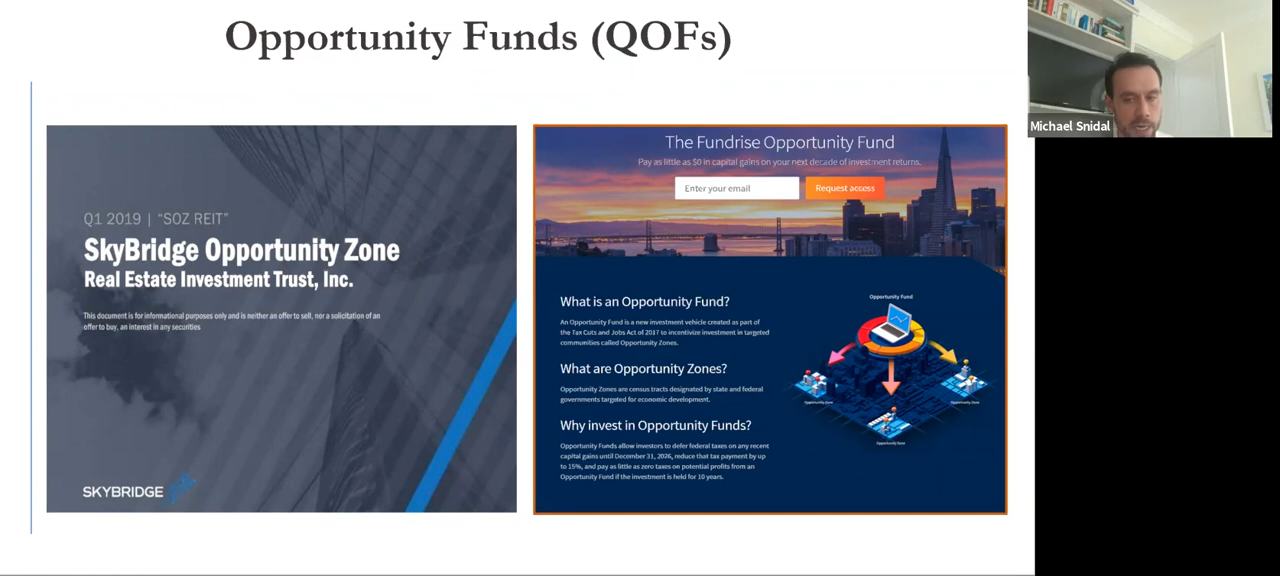 Opportunity Funds (QOFs)
Michael Snidal
Q1 2019 | "SOZ REIT"
SkyBridge Opportunity Zone
Real Estate Investment Trust, Inc.
This document is for informational purposes only and is neither an offer to sell, nor a solicitation of an
offer to buy, an interest in any securities
SKYBRIDGE
The Fundrise Opportunity Fund
Pay as little as $0 in capital gains on your next decade of investment returns.
Enter your email
Request access
What is an Opportunity Fund?
An Opportunity Fund is a new investment vehicle created as part of
the Tax Cuts and Jobs Act of 2017 to incentivize investment in targeted
communities called Opportunity Zones.
What are Opportunity Zones?
Opportunity Zones are census tracts designated by state and federal
governments targeted for economic development.
Why invest in Opportunity Funds?
Opportunity Funds allow investors to defer federal taxes on any recent
capital gains until December 31, 2026, reduce that tax payment by up
to 15%, and pay as little as zero taxes on potential profits from an
Opportunity Fund if the investment is held for 10 years.
Opportunity Fund
Opportunity Zone
Opportunity Zone
Opportunity Zone